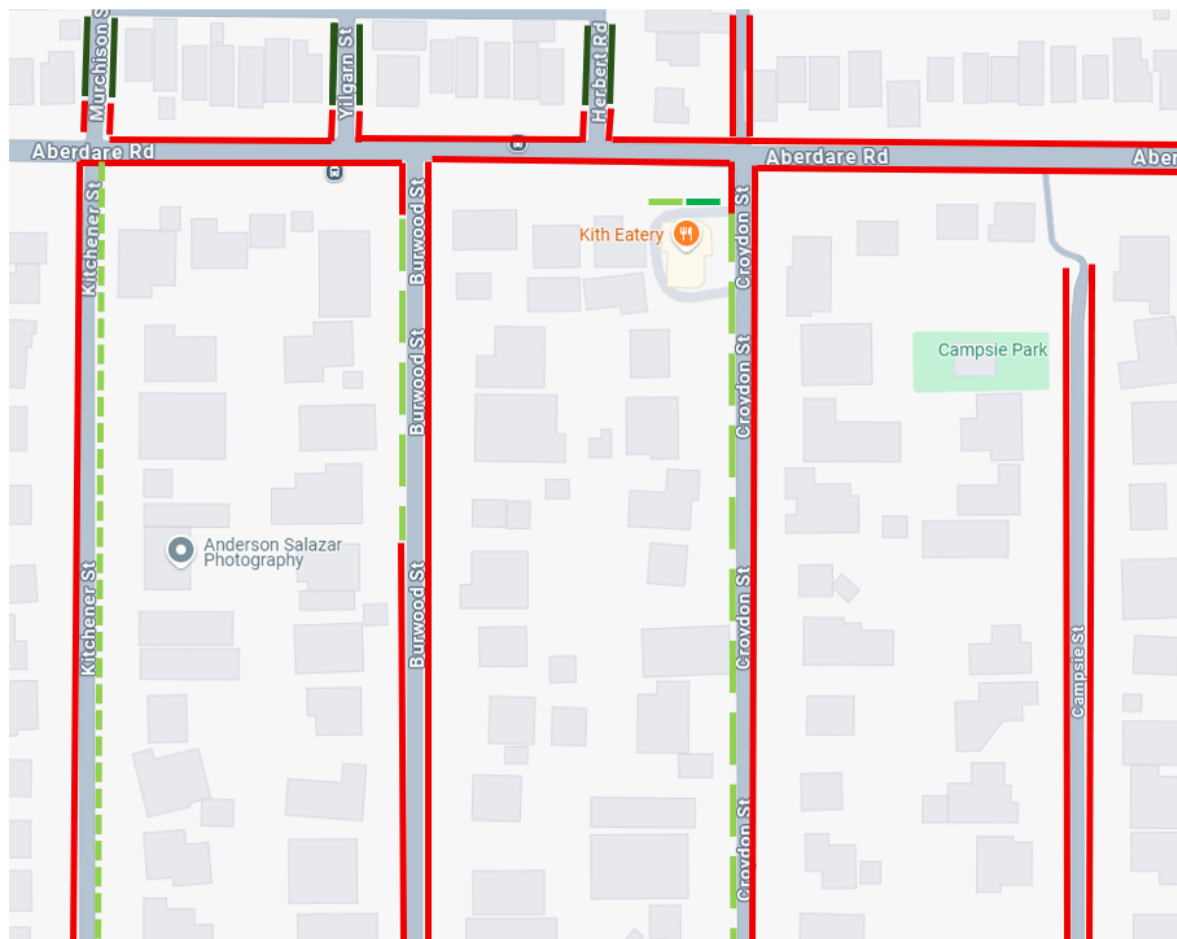 Murchison S
Yilgarn St
Herbert Rd
Aberdare Rd
Aberdare Rd
Aber
Kitchener St
Burwood St
Croydon St
Kith Eatery
Burwood St
Croydon St
Campsie Park
Anderson Salazar
Photography
Kitchener St
Burwood St
Croydon St
Campsie St
Croydon St